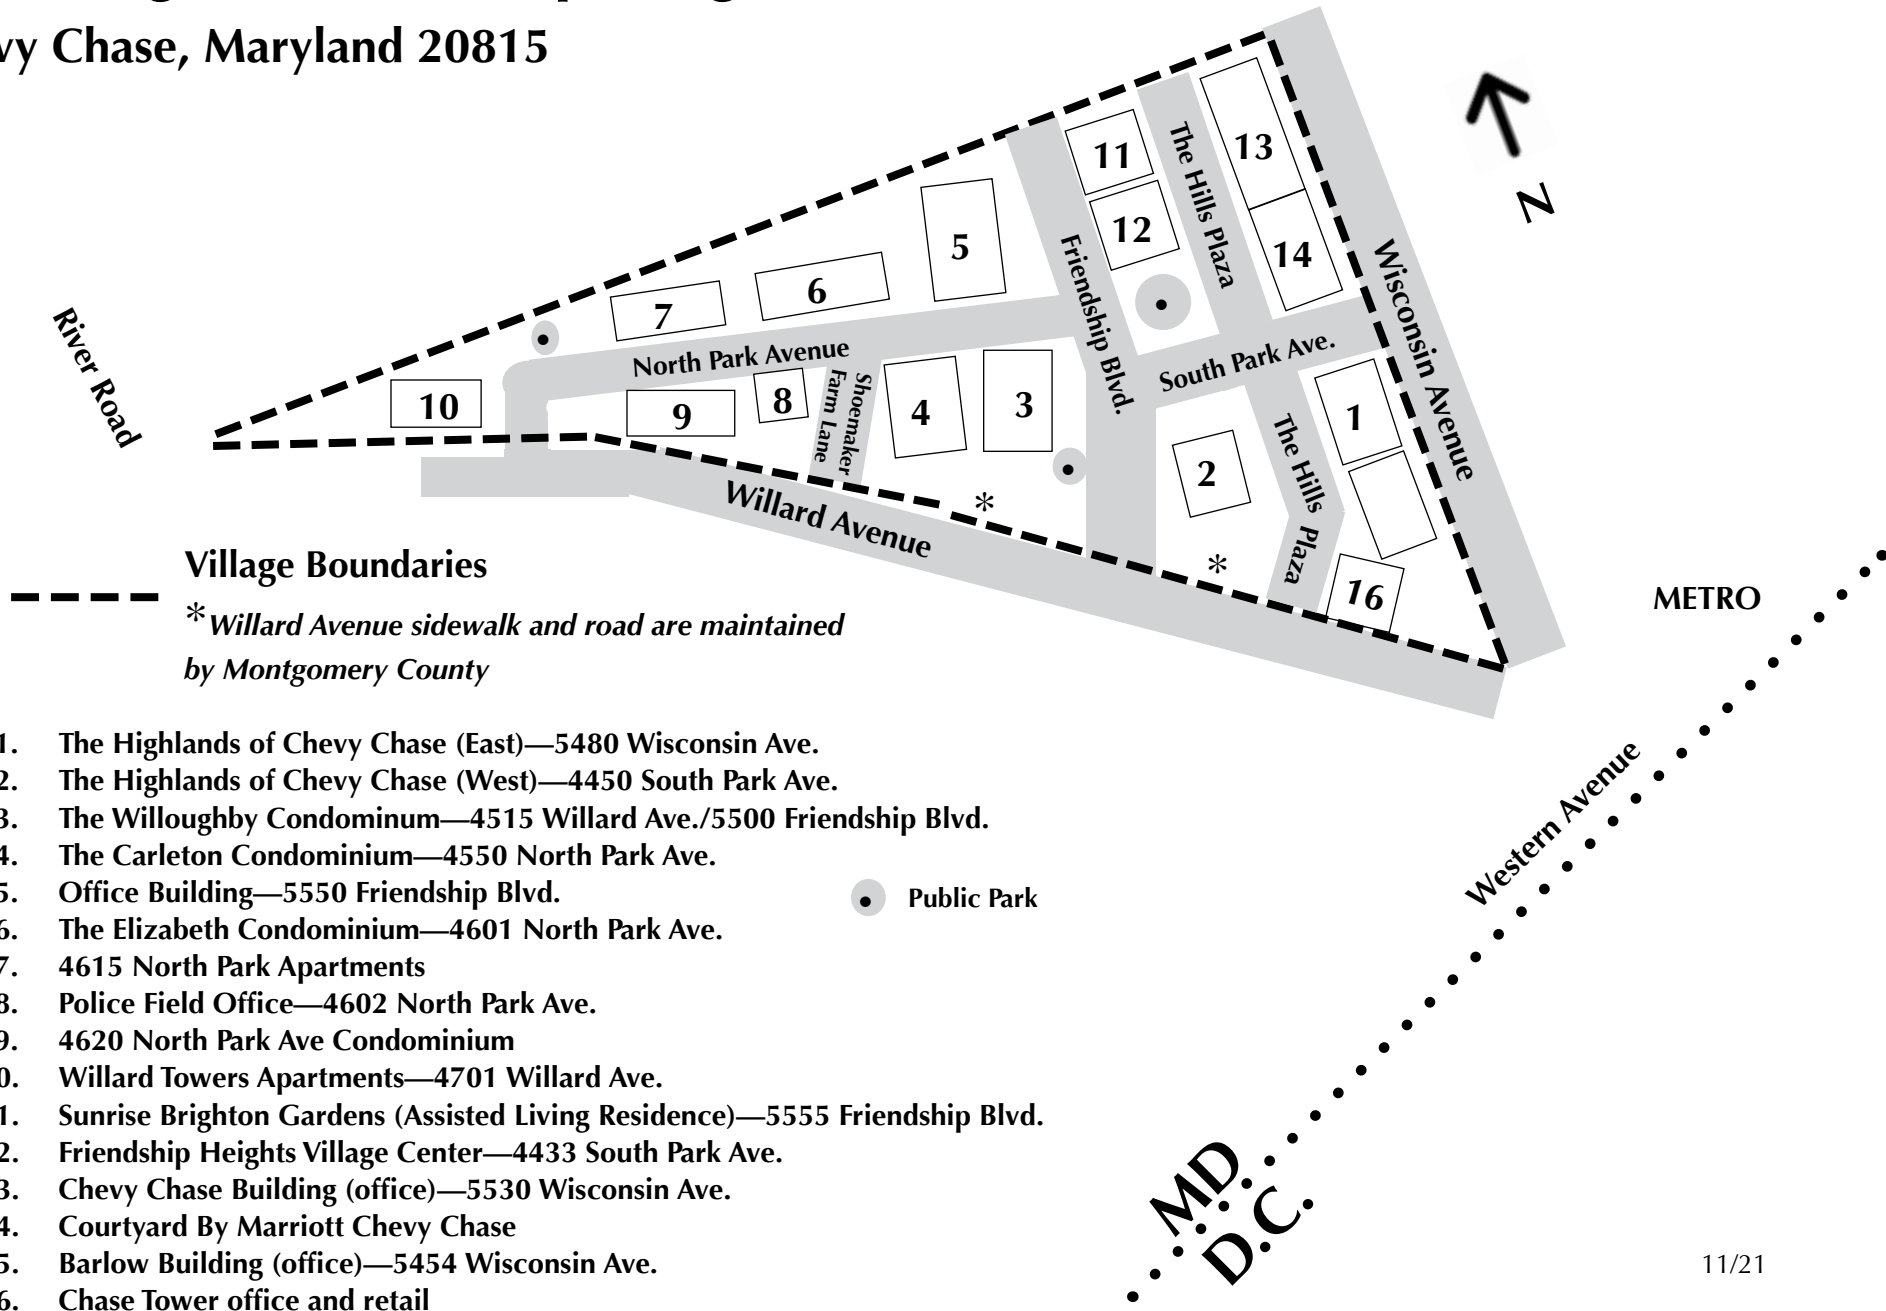 vy Chase, Maryland 20815
11
13
The Hills Plaza
12
5
14
N
Friendship Blvd.
Wisconsin Avenue
6
7
River Road
North Park Avenue
South Park Ave.
10
9
8
Shoemaker
Farm Lane
4
3
1
2
The Hills
Plaza
*
Willard Avenue
*
16
Village Boundaries
*Willard Avenue sidewalk and road are maintained
by Montgomery County
METRO
Western Avenue
1. The Highlands of Chevy Chase (East)—5480 Wisconsin Ave.
2. The Highlands of Chevy Chase (West)—4450 South Park Ave.
3. The Willoughby Condominum—4515 Willard Ave./5500 Friendship Blvd.
4. The Carleton Condominium—4550 North Park Ave.
5. Office Building—5550 Friendship Blvd.
Public Park
6. The Elizabeth Condominium—4601 North Park Ave.
7. 4615 North Park Apartments
8. Police Field Office—4602 North Park Ave.
9. 4620 North Park Ave Condominium
0. Willard Towers Apartments—4701 Willard Ave.
1. Sunrise Brighton Gardens (Assisted Living Residence)—5555 Friendship Blvd.
2. Friendship Heights Village Center—4433 South Park Ave.
3. Chevy Chase Building (office)—5530 Wisconsin Ave.
4. Courtyard By Marriott Chevy Chase
5. Barlow Building (office)—5454 Wisconsin Ave.
6. Chase Tower office and retail
MD.
D.C.
11/21